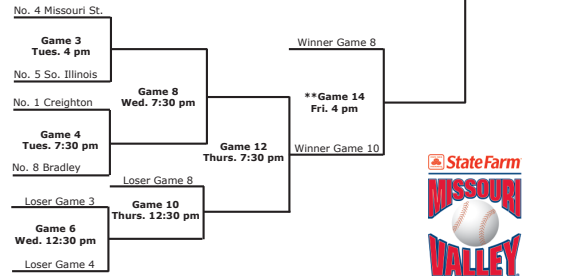 No. 4 Missouri St.
Game 3
Tues. 4 pm
No. 5 So. Illinois
No. 1 Creighton
Game 4
Tues. 7:30 pm
No. 8 Bradley
Loser Game 3
Game 6
Wed. 12:30 pm
Loser Game 4
Game 8
Wed. 7:30 pm
Loser Game 8
Game 10
Thurs. 12:30 pm
Game 12
Thurs. 7:30 pm
Winner Game 8
**Game 14
Fri. 4 pm
Winner Game 10
State Farm
MISSOURI
VALLEY